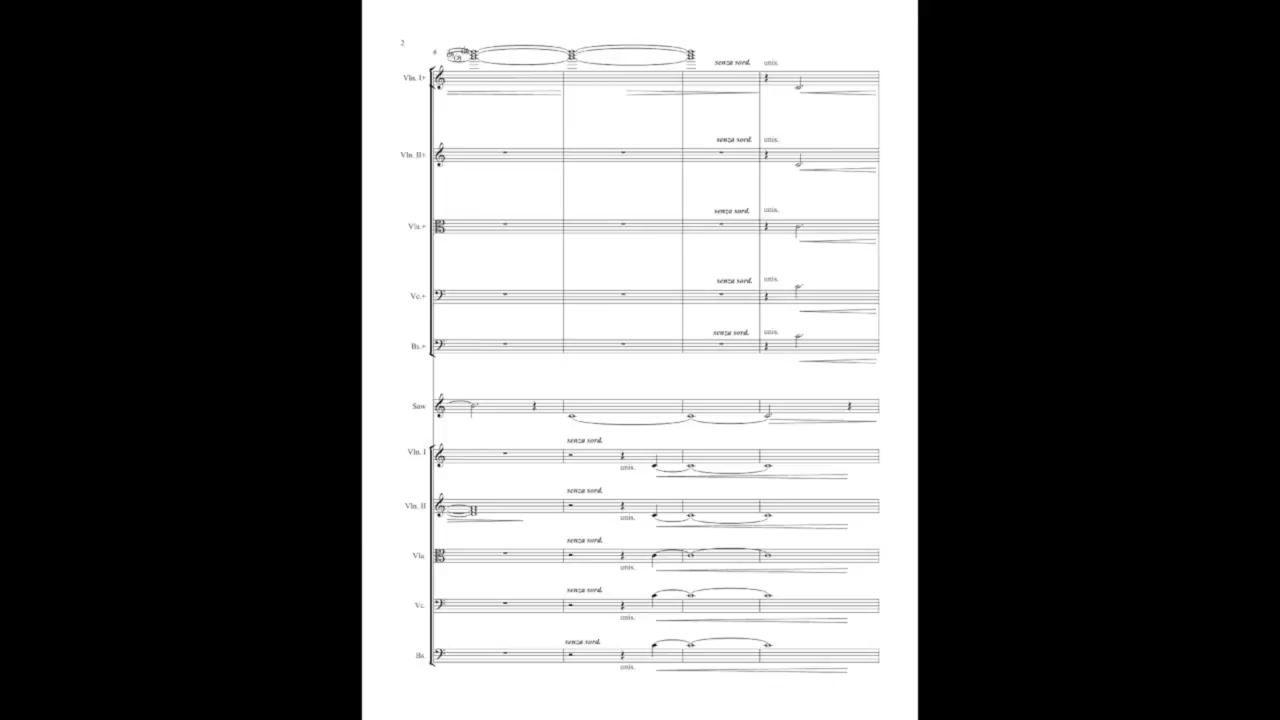 2
6
senza sord. unis.
Vln. I+
senza sord. unis.
Vln. II+
senza sord. unis.
Vla.+
senza sord. unis.
Vc.+
senza sord. unis.
Bs.+
Saw
senza sord.
Vln. I
unis.
senza sord.
Vln. II
unis.
senza sord.
Vla.
unis.
senza sord.
Vc.
unis.
senza sord.
Bs.
unis.